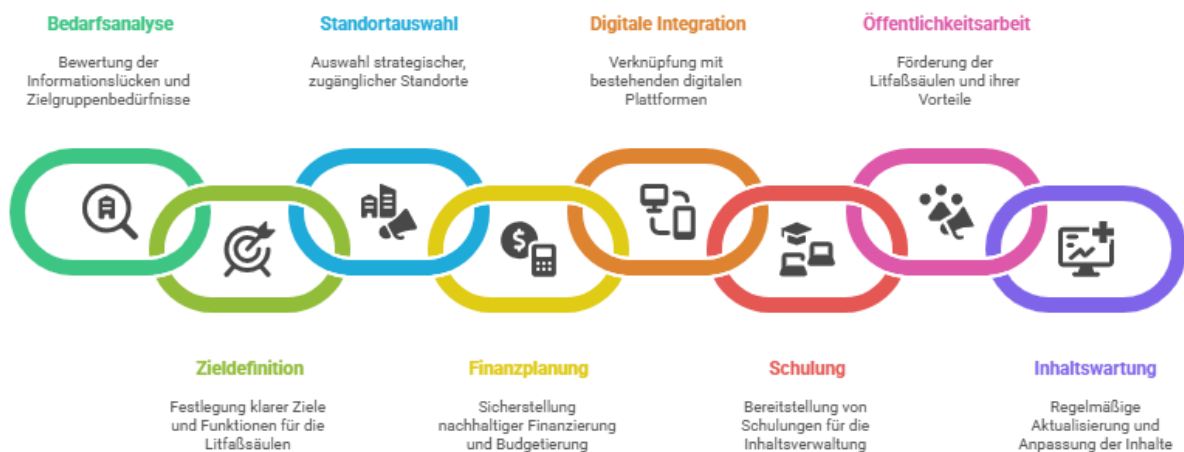 Bedarfsanalyse
Bewertung der
Informationslücken und
Zielgruppenbedürfnisse
Standortauswahl
Auswahl strategischer,
zugänglicher Standorte
Digitale Integration
Verknüpfung mit
bestehenden digitalen
Plattformen
Öffentlichkeitsarbeit
Förderung der
Litfaßsäulen und ihrer
Vorteile
$
Zieldefinition
Festlegung klarer Ziele
und Funktionen für die
Litfaßsäulen
Finanzplanung
Sicherstellung
nachhaltiger Finanzierung
und Budgetierung
Schulung
Bereitstellung von
Schulungen für die
Inhaltsverwaltung
Inhaltswartung
Regelmäßige
Aktualisierung und
Anpassung der Inhalte